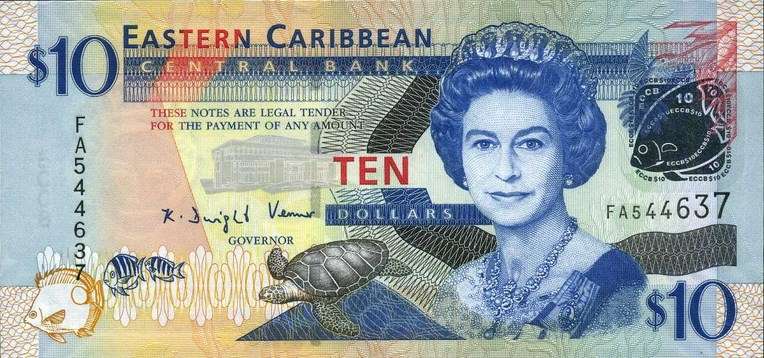 $10
EASTERN CARIBBEAN
CENTRAL BANK
THESE NOTES ARE LEGAL TENDER
FOR THE PAYMENT OF ANY AMOUNT
FA544637
TEN
DOLLARS
K. Dwight Venner
GOVERNOR
10
ECCB$10
FA544637
$10